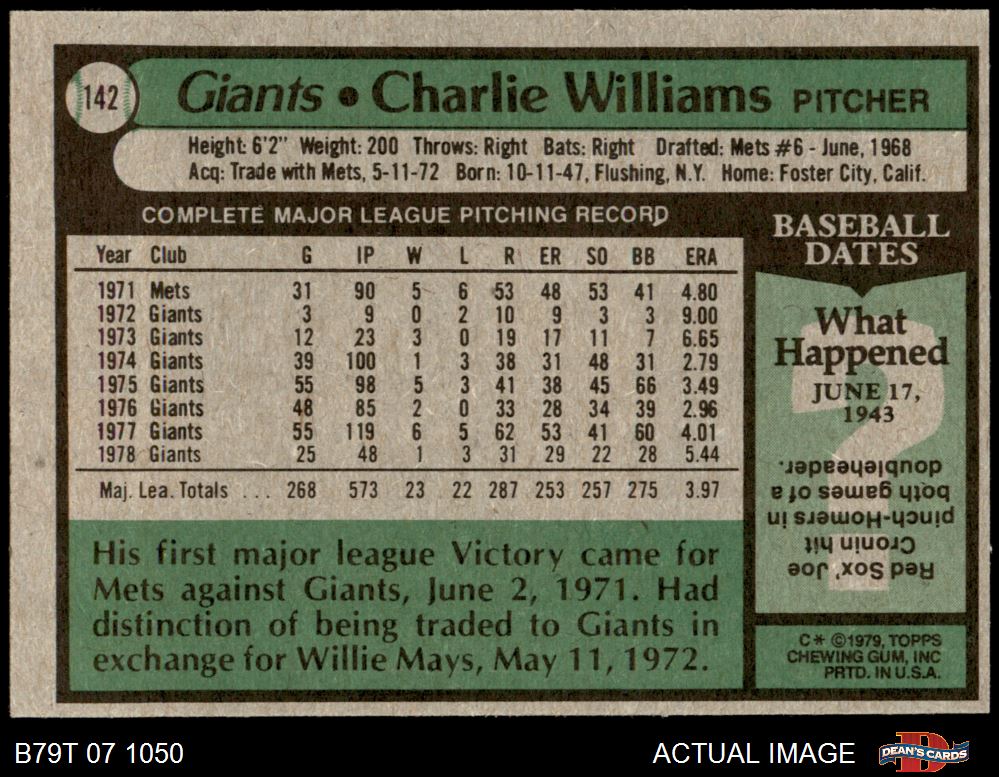 142
Giants • Charlie Williams PITCHER
Height: 6'2" Weight: 200 Throws: Right Bats: Right Drafted: Mets #6 - June, 1968
Acq: Trade with Mets, 5-11-72 Born: 10-11-47, Flushing, N.Y. Home: Foster City, Calif.
COMPLETE MAJOR LEAGUE PITCHING RECORD
Year Club G IP W L R ER SO BB ERA
1971 Mets 31 90 5 6 53 48 53 41 4.80
1972 Giants 3 9 0 2 10 9 3 3 9.00
1973 Giants 12 23 3 0 19 17 11 7 6.65
1974 Giants 39 100 1 3 38 31 48 31 2.79
1975 Giants 55 98 5 3 41 38 45 66 3.49
1976 Giants 48 85 2 0 33 28 34 39 2.96
1977 Giants 55 119 6 5 62 53 41 60 4.01
1978 Giants 25 48 1 3 31 29 22 28 5.44
Maj. Lea. Totals ... 268 573 23 22 287 253 257 275 3.97
His first major league Victory came for
Mets against Giants, June 2, 1971. Had
distinction of being traded to Giants in
exchange for Willie Mays, May 11, 1972.
BASEBALL
DATES
What
Happened
JUNE 17,
1943
?
Red Sox' Joe
Cronin hit
pinch-Homers in
both games of a
doubleheader.
C* ©1979, TOPPS
CHEWING GUM, INC
PRTD. IN U.S.A.
B79T 07 1050
ACTUAL IMAGE
D
DEAN'S CARDS